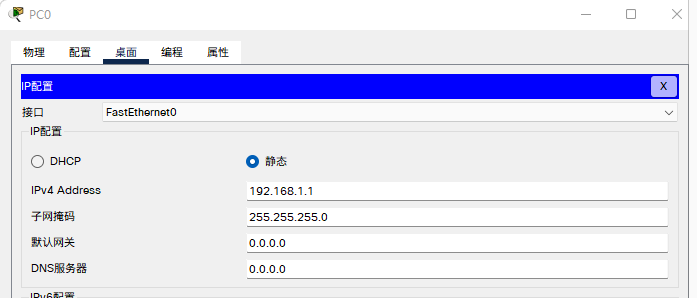 PC0
物理 配置 桌面 编程 属性
IP配置 X
接口 FastEthernet0
IP配置
DHCP 静态
IPv4 Address 192.168.1.1
子网掩码 255.255.255.0
默认网关 0.0.0.0
DNS服务器 0.0.0.0
IPv6配置